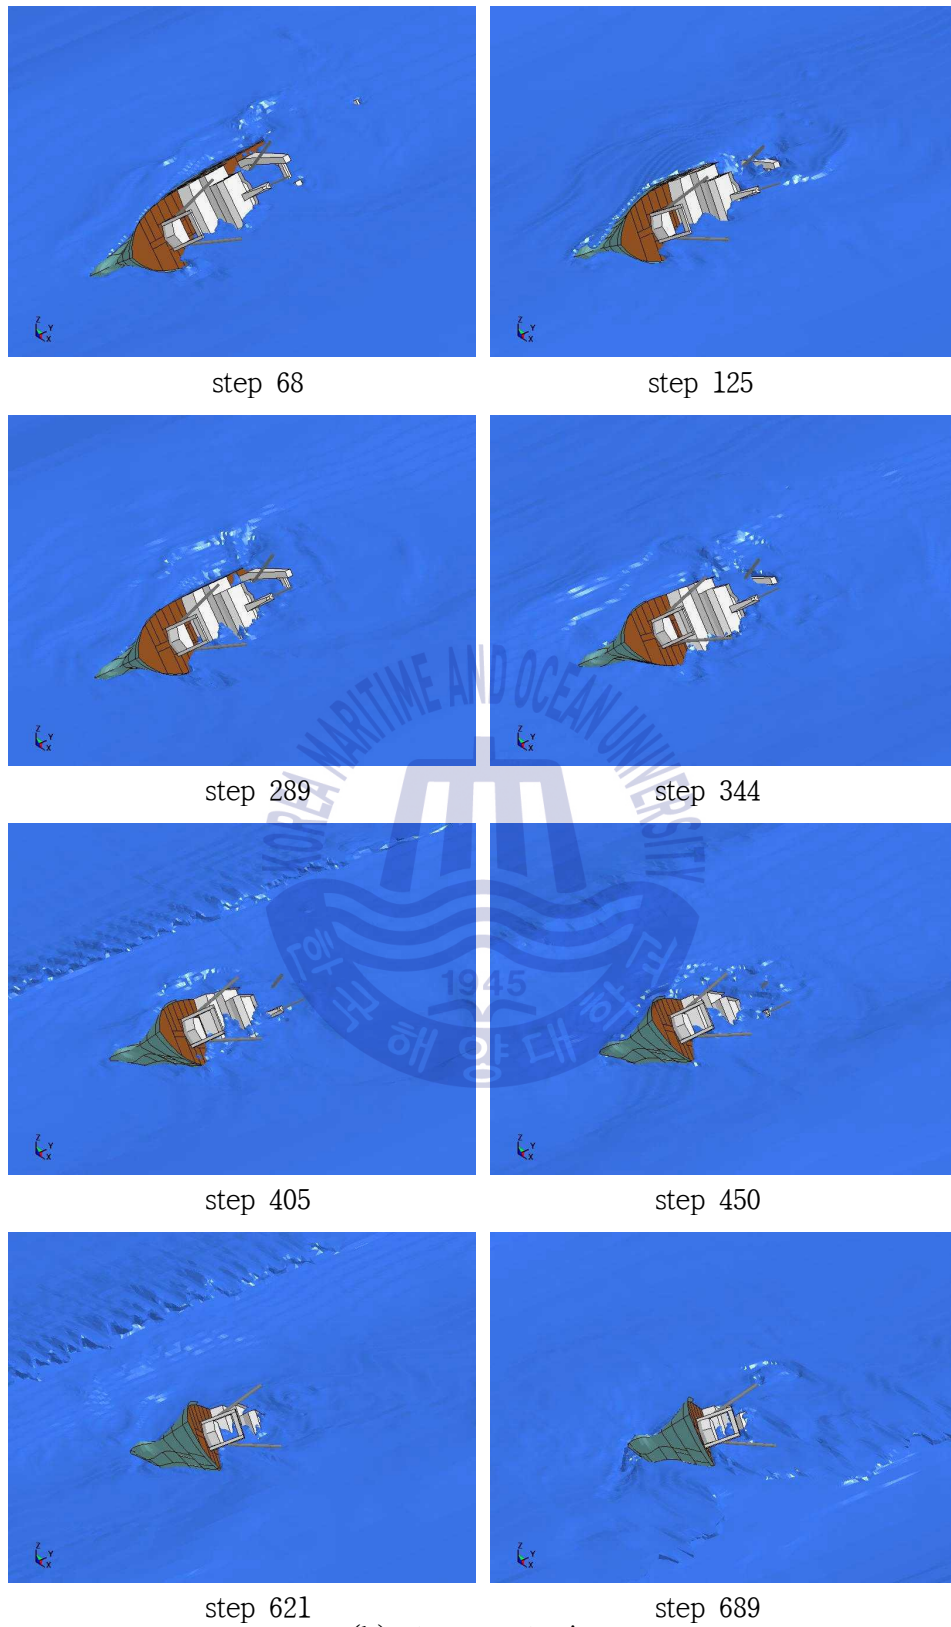 Z Y X
Z Y X
step 68
step 125
Z Y X
Z Y X
step 289
step 344
KOREA MARITIME AND OCEAN UNIVERSITY
1945
한국해양대학교
Z Y X
Z Y X
step 405
step 450
Z Y X
Z Y X
step 621
step 689